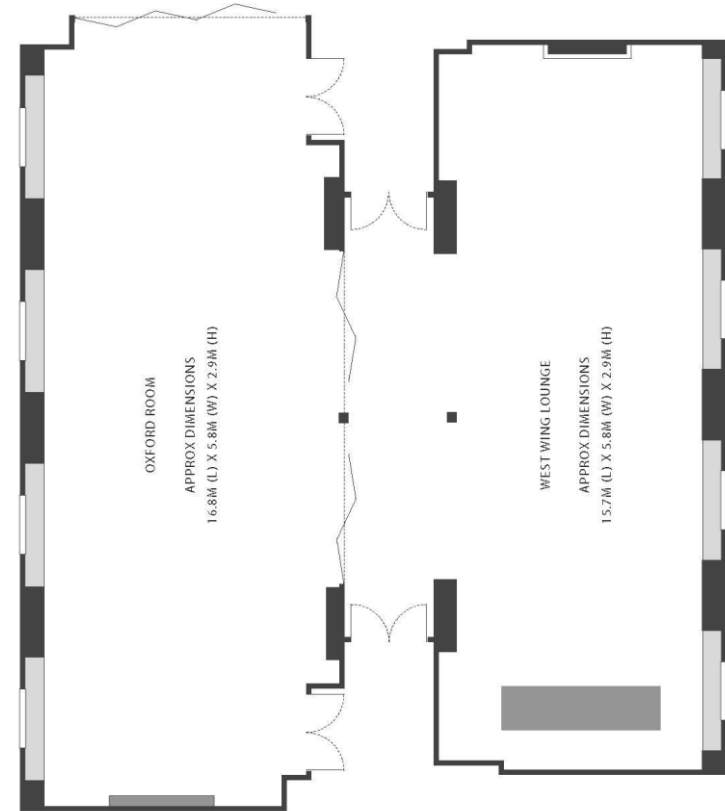 OXFORD ROOM
APPROX DIMENSIONS
16.8M (L) X 5.8M (W) X 2.9M (H)
WEST WING LOUNGE
APPROX DIMENSIONS
15.7M (L) X 5.8M (W) X 2.9M (H)